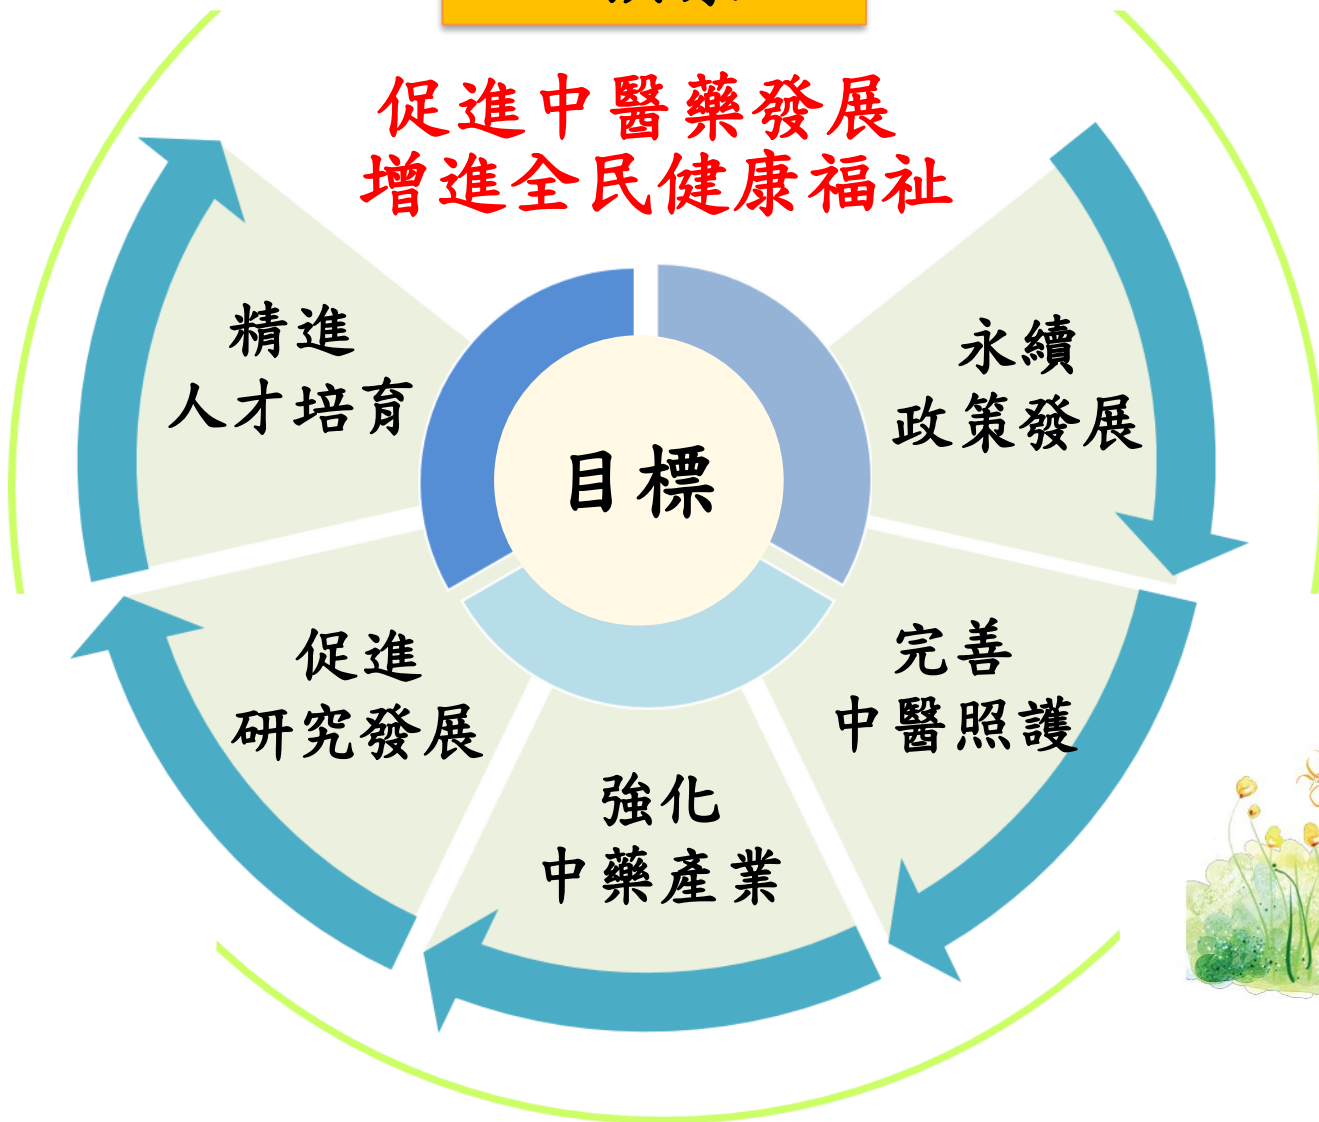 促進中醫藥發展
增進全民健康福祉
永續
政策發展
完善
中醫照護
強化
中藥產業
促進
研究發展
精進
人才培育
目標